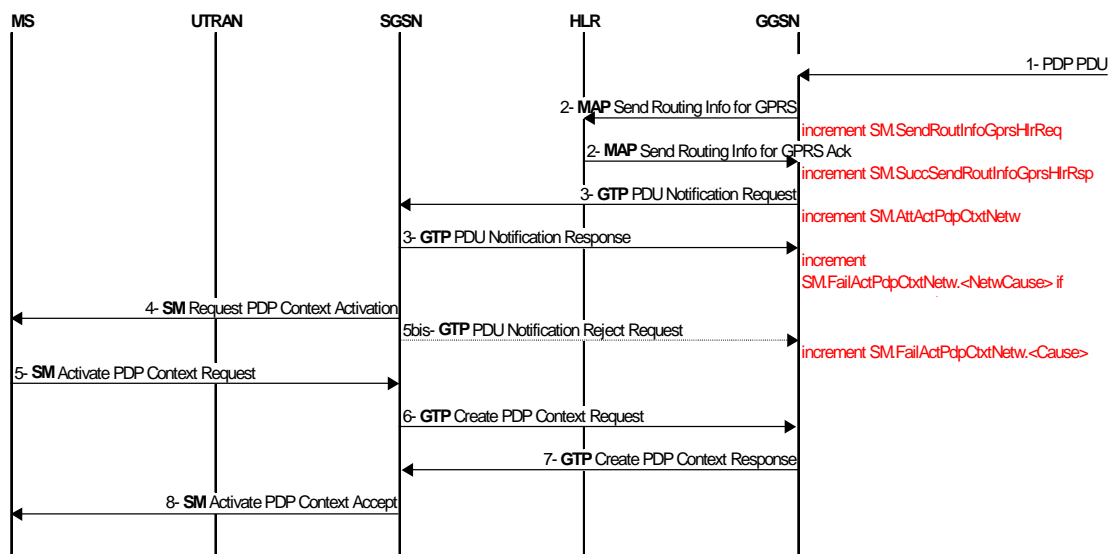 MS UTRAN SGSN HLR GGSN
1- PDP PDU
2- MAP Send Routing Info for GPRS
increment SM.SendRoutInfoGprsHlrReq
2- MAP Send Routing Info for GPRS Ack
increment SM.SuccSendRoutInfoGprsHlrRsp
3- GTP PDU Notification Request
increment SM.AttActPdpCtxtNetw
3- GTP PDU Notification Response
increment
SM.FailActPdpCtxtNetw.<NetwCause> if
4- SM Request PDP Context Activation
5bis- GTP PDU Notification Reject Request
increment SM.FailActPdpCtxtNetw.<Cause>
5- SM Activate PDP Context Request
6- GTP Create PDP Context Request
7- GTP Create PDP Context Response
8- SM Activate PDP Context Accept